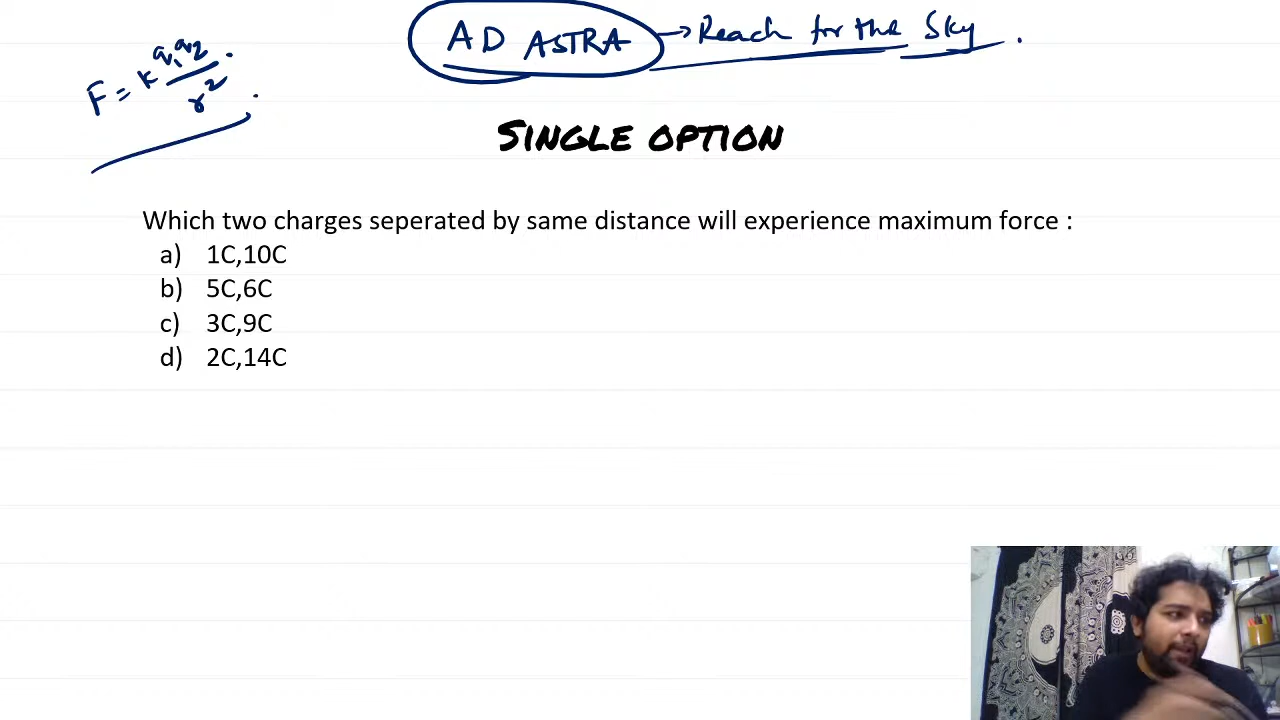 AD ASTRA → Reach for the Sky.
F = k q₁q₂ / r².
SINGLE OPTION
Which two charges seperated by same distance will experience maximum force :
a) 1C,10C
b) 5C,6C
c) 3C,9C
d) 2C,14C